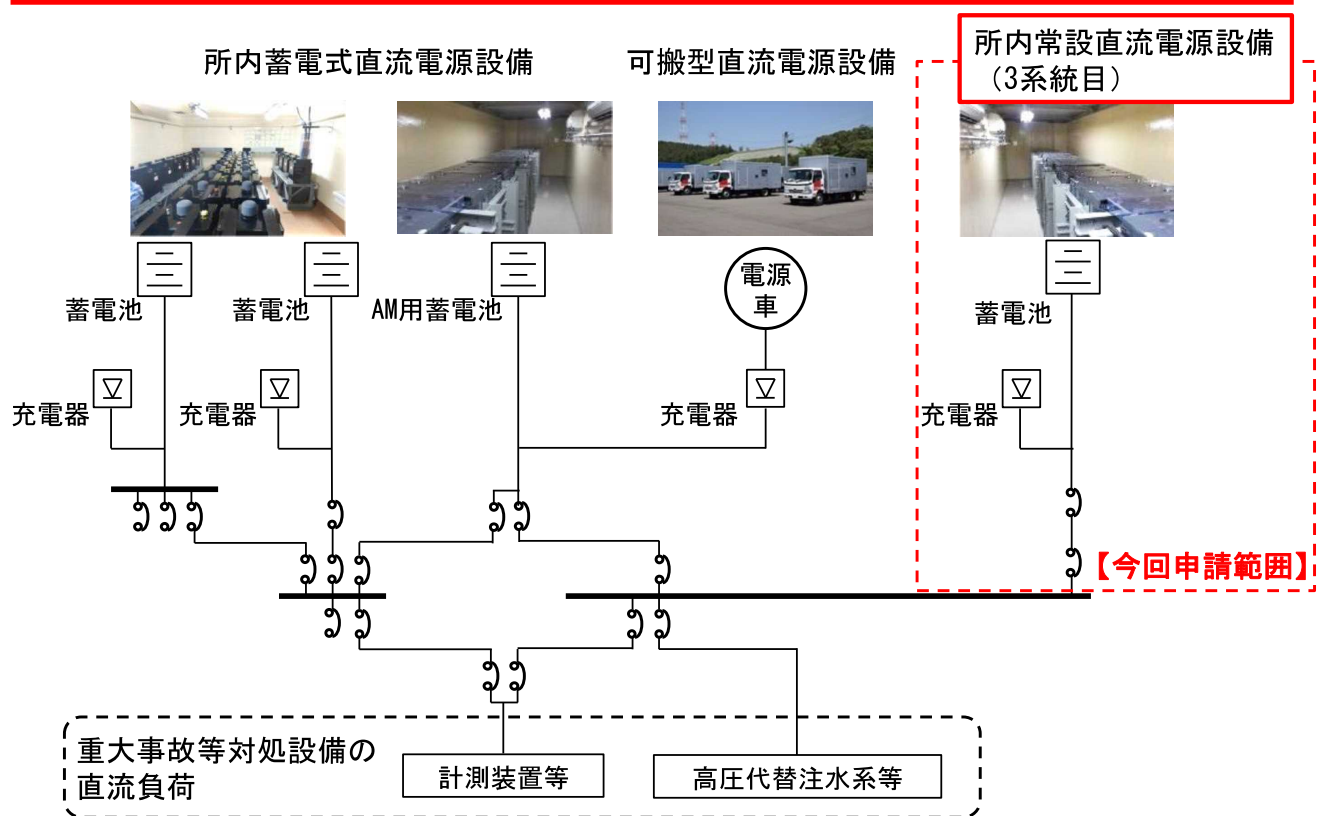 所内蓄電式直流電源設備
可搬型直流電源設備
所内常設直流電源設備
（3系統目）
電源
車
蓄電池
蓄電池
AM用蓄電池
蓄電池
充電器
充電器
充電器
充電器
【今回申請範囲】
重大事故等対処設備の
直流負荷
計測装置等
高圧代替注水系等